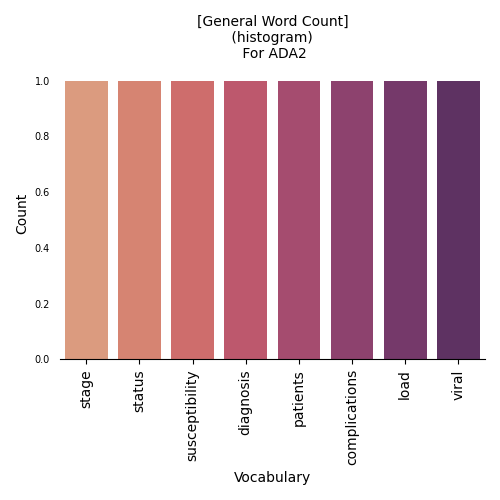 [General Word Count]
(histogram)
For ADA2
1.0
0.8
0.6
0.4
0.2
0.0
Count
stage
status
susceptibility
diagnosis
patients
complications
load
viral
Vocabulary